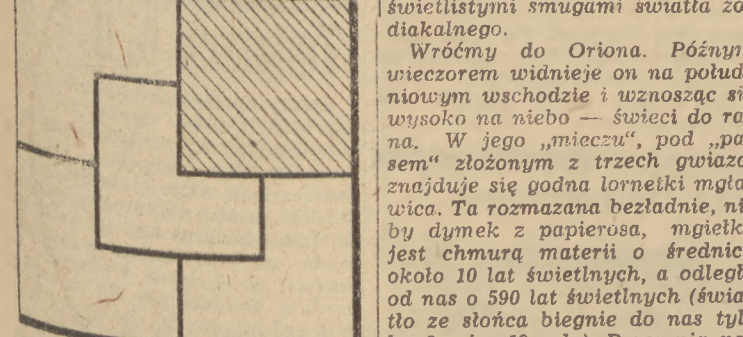 świetlistymi smugami światła zo
diakalnego.
Wróćmy do Oriona. Późnym
wieczorem widnieje on na połud
niowym wschodzie i wznosząc si
wysoko na niebo — świeci do ra
na. W jego „mieczu“, pod „pa
sem“ złożonym z trzech gwiazd
znajduje się godna lornetki mgła
wica. Ta rozmazana bezładnie, ni
by dymek z papierosa, mgiełk
jest chmurą materii o średnic
około 10 lat świetlnych, a odległ
od nas o 590 lat świetlnych (świa
tło ze słońca biegnie do nas tyl